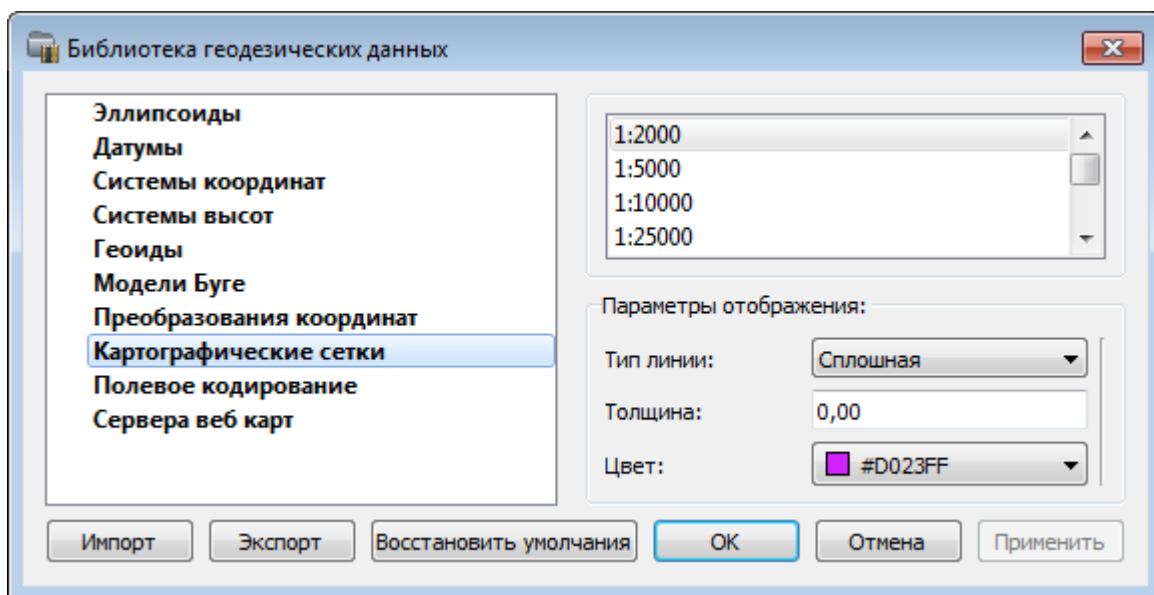 Библиотека геодезических данных
Эллипсоиды
Датумы
Системы координат
Системы высот
Геоиды
Модели Буге
Преобразования координат
Картографические сетки
Полевое кодирование
Сервера веб карт
1:2000
1:5000
1:10000
1:25000
Параметры отображения:
Тип линии: Сплошная
Толщина: 0,00
Цвет: #D023FF
Импорт Экспорт Восстановить умолчания OK Отмена Применить